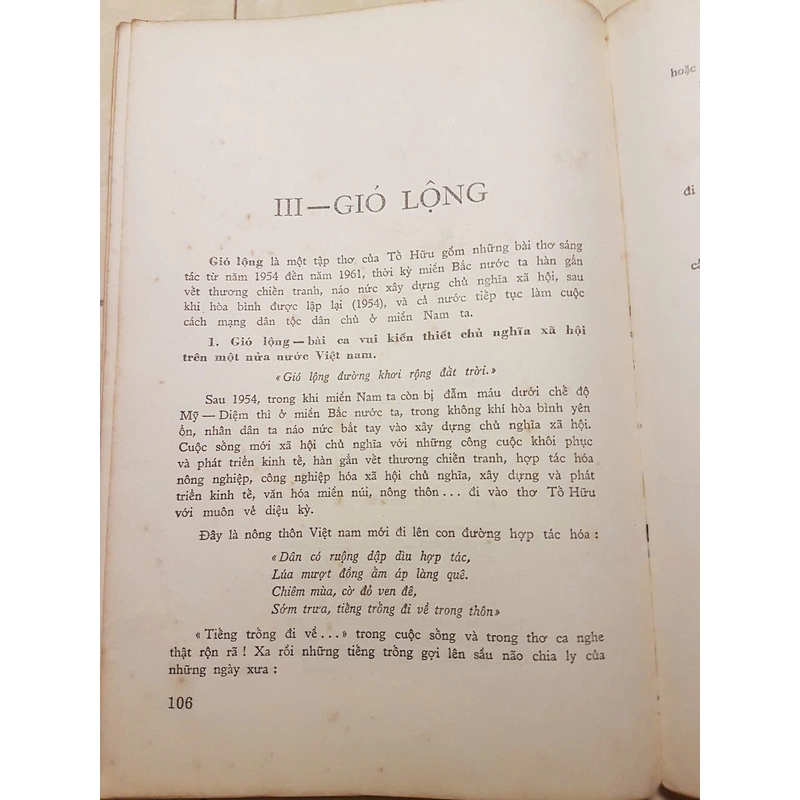 III — GIÓ LỘNG
Gió lộng là một tập thơ của Tố Hữu gồm những bài thơ sáng
tác từ năm 1954 đến năm 1961, thời kỳ miền Bắc nước ta hàn gắn
vết thương chiến tranh, náo nức xây dựng chủ nghĩa xã hội, sau
khi hòa bình được lập lại (1954), và cả nước tiếp tục làm cuộc
cách mạng dân tộc dân chủ ở miền Nam ta.
1. Gió lộng — bài ca vui kiến thiết chủ nghĩa xã hội
trên một nửa nước Việt nam.
«Gió lộng đường khơi rộng đất trời.»
Sau 1954, trong khi miền Nam ta còn bị đẫm máu dưới chế độ
Mỹ — Diệm thì ở miền Bắc nước ta, trong không khí hòa bình yên
ổn, nhân dân ta náo nức bắt tay vào xây dựng chủ nghĩa xã hội.
Cuộc sống mới xã hội chủ nghĩa với những công cuộc khôi phục
và phát triển kinh tế, hàn gắn vết thương chiến tranh, hợp tác hóa
nông nghiệp, công nghiệp hóa xã hội chủ nghĩa, xây dựng và phát
triển kinh tế, văn hóa miền núi, nông thôn... đi vào thơ Tố Hữu
với muôn vẻ diệu kỳ.
Đây là nông thôn Việt nam mới đi lên con đường hợp tác hóa :
«Dân có ruộng dập dìu hợp tác,
Lúa mượt đồng ấm áp làng quê.
Chiêm mùa, cờ đỏ ven đê,
Sớm trưa, tiếng trống đi về trong thôn»
«Tiếng trống đi về...» trong cuộc sống và trong thơ ca nghe
thật rộn rã ! Xa rồi những tiếng trống gợi lên sầu não chia ly của
những ngày xưa :
106
hoặc
đi